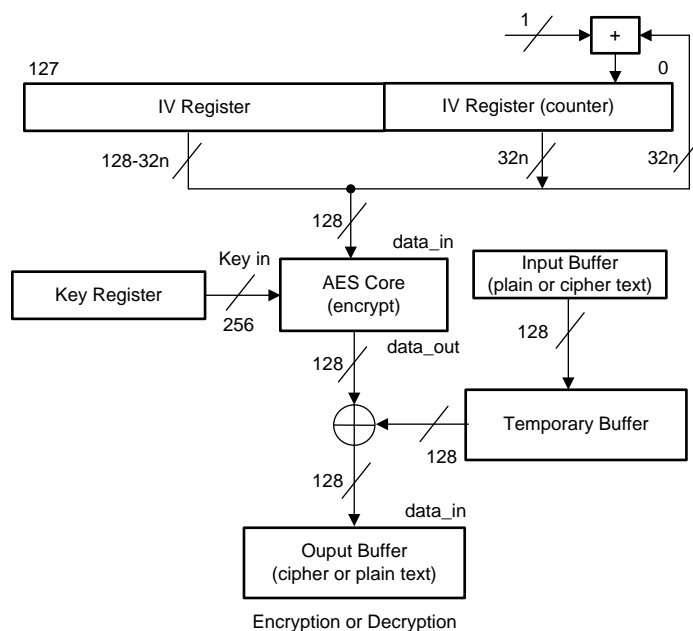 1
+
127
0
IV Register
IV Register (counter)
128-32n
32n
32n
128
data_in
Key in
Key Register
AES Core
(encrypt)
Input Buffer
(plain or cipher text)
256
128
data_out
128
Temporary Buffer
128
128
data_in
Ouput Buffer
(cipher or plain text)
Encryption or Decryption